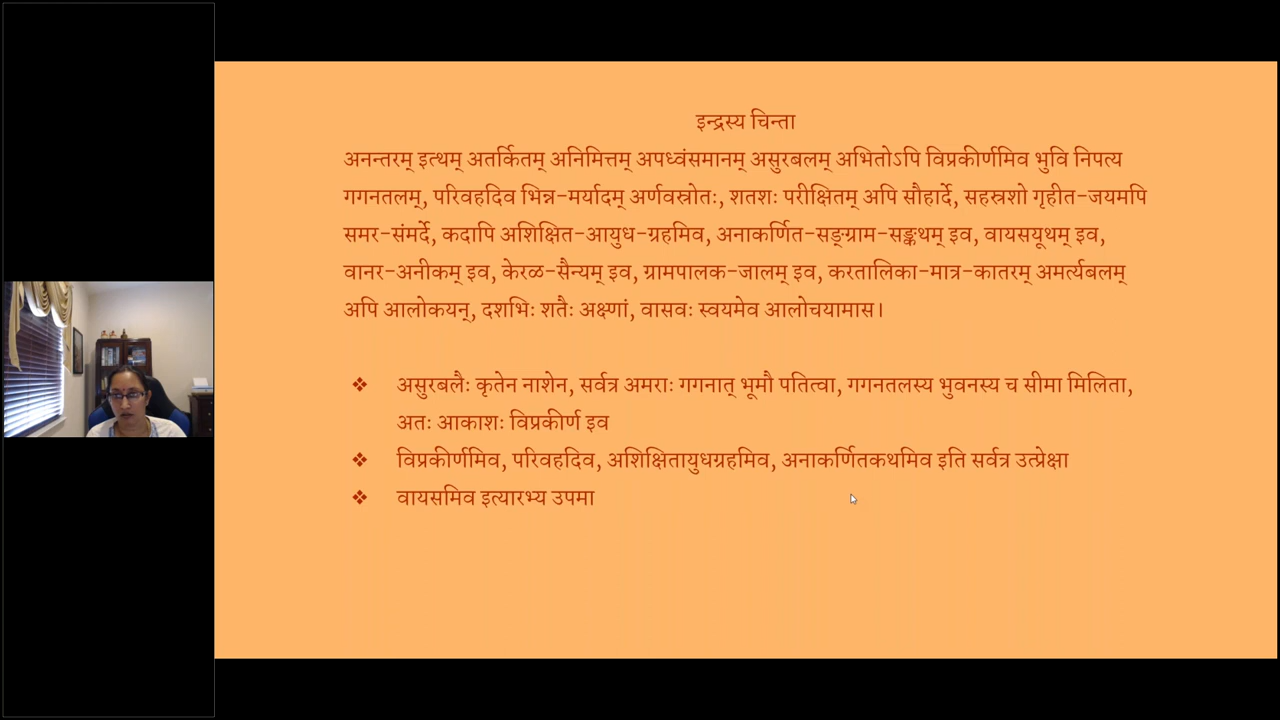 इन्द्रस्य चिन्ता
अनन्तरम् इत्थम् अतर्कितम् अनिमित्तम् अपध्वंसमानम् असुरबलम् अभितोऽपि विप्रकीर्णमिव भुवि निपत्य
गगनतलम्, परिवहदिव भिन्न-मर्यादम् अर्णवस्रोतः, शतशः परीक्षितम् अपि सौहार्दे, सहस्रशो गृहीत-जयमपि
समर-संमर्दे, कदापि अशिक्षित-आयुध-ग्रहमिव, अनाकर्णित-सङ्ग्राम-सङ्कथम् इव, वायसयूथम् इव,
वानर-अनीकम् इव, केरळ-सैन्यम् इव, ग्रामपालक-जालम् इव, करतालिका-मात्र-कातरम् अमर्त्यबलम्
अपि आलोकयन्, दशभिः शतैः अक्ष्णां, वासवः स्वयमेव आलोचयामास।
❖ असुरबलैः कृतेन नाशेन, सर्वत्र अमराः गगनात् भूमौ पतित्वा, गगनतलस्य भुवनस्य च सीमा मिलिता,
अतः आकाशः विप्रकीर्ण इव
❖ विप्रकीर्णमिव, परिवहदिव, अशिक्षितायुधग्रहमिव, अनाकर्णितकथमिव इति सर्वत्र उत्प्रेक्षा
❖ वायसमिव इत्यारभ्य उपमा